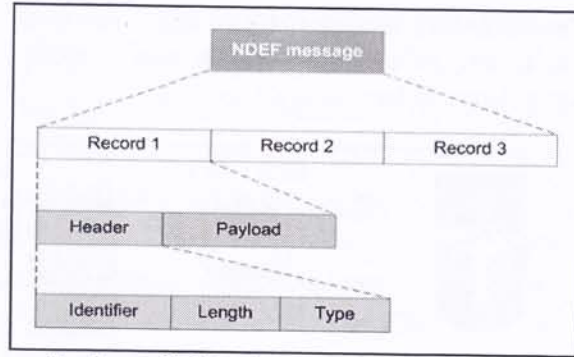 NDEF message
Record 1 Record 2 Record 3
Header Payload
Identifier Length Type